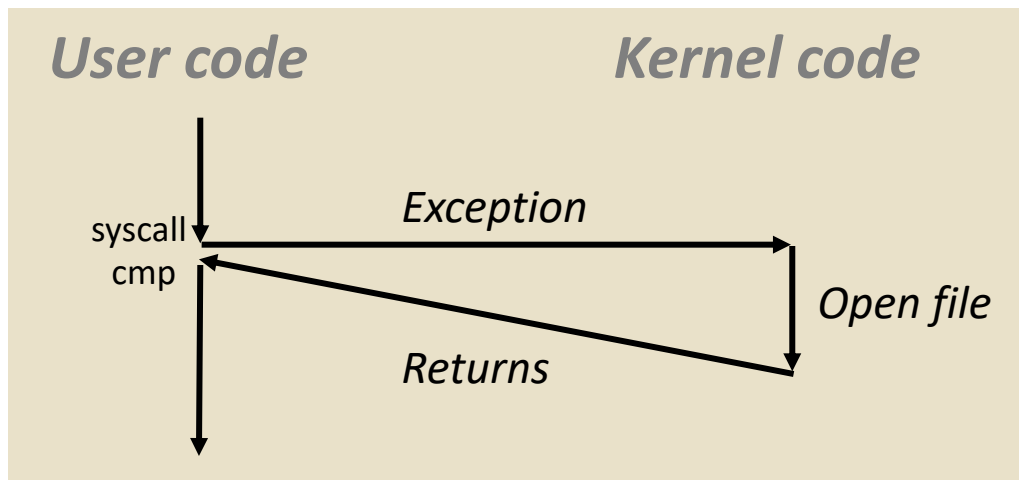 User code
Kernel code
Exception
syscall
cmp
Open file
Returns